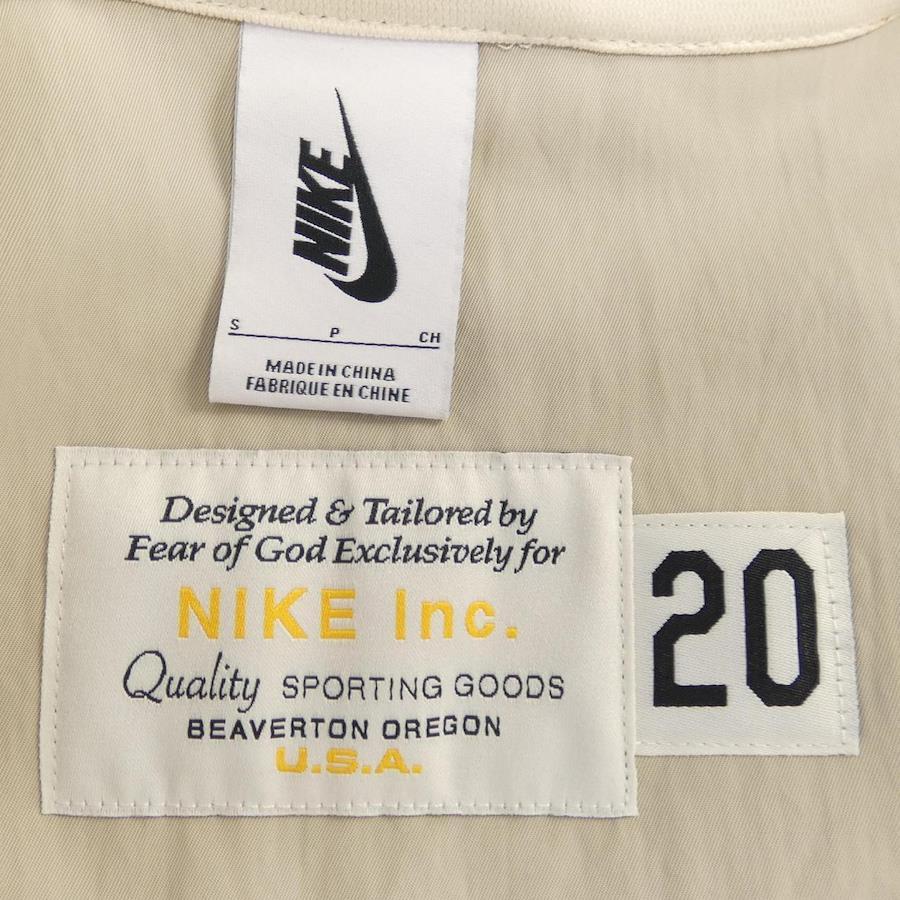 NIKE
S P CH
MADE IN CHINA
FABRIQUE EN CHINE
Designed & Tailored by
Fear of God Exclusively for
NIKE Inc.
Quality SPORTING GOODS
BEAVERTON OREGON
U.S.A.
20